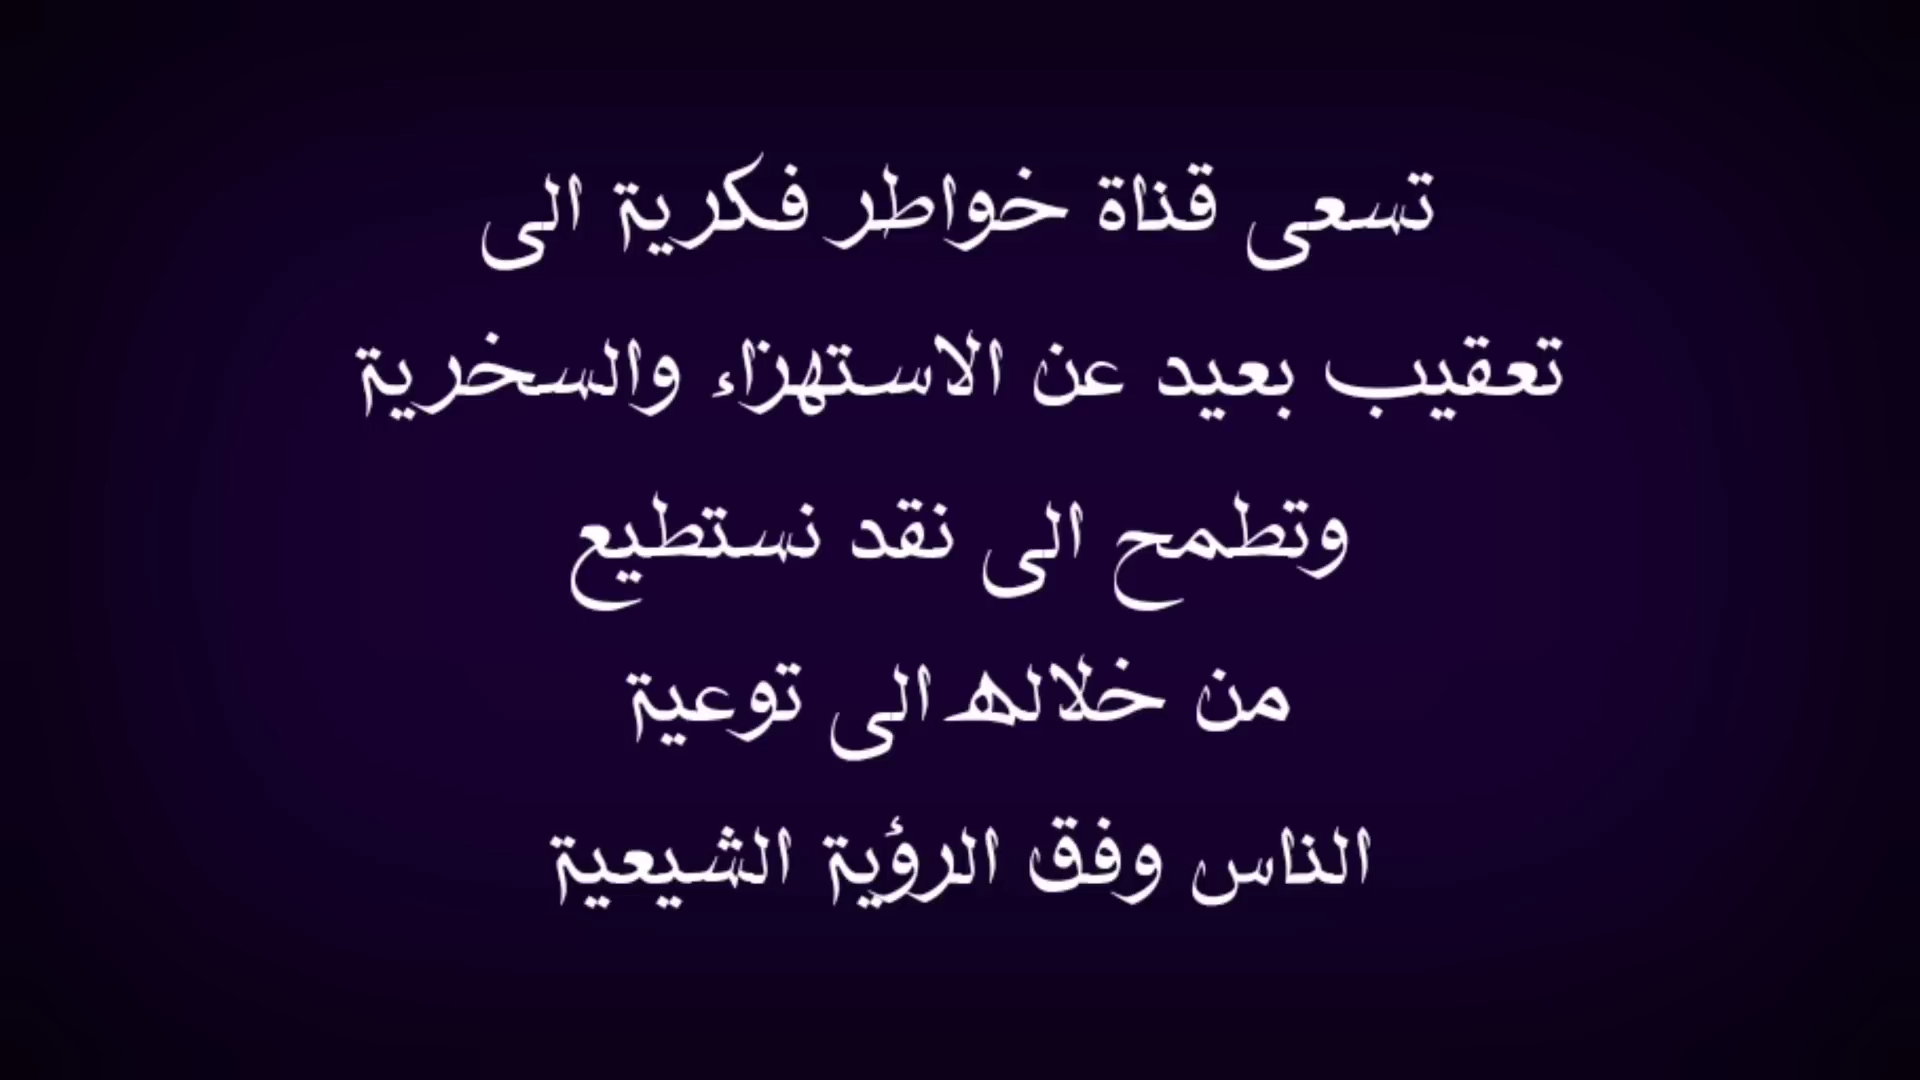 تسعى قناة خواطر فكرية الى
تعقيب بعيد عن الاستهزاء والسخرية
وتطمح الى نقد نستطيع
من خلاله الى توعية
الناس وفق الرؤية الشيعية